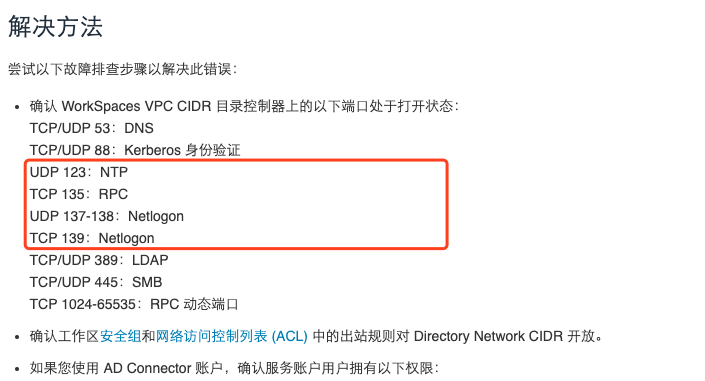 解决方法
尝试以下故障排查步骤以解决此错误：
• 确认 WorkSpaces VPC CIDR 目录控制器上的以下端口处于打开状态：
TCP/UDP 53：DNS
TCP/UDP 88：Kerberos 身份验证
UDP 123：NTP
TCP 135：RPC
UDP 137-138：Netlogon
TCP 139：Netlogon
TCP/UDP 389：LDAP
TCP/UDP 445：SMB
TCP 1024-65535：RPC 动态端口
• 确认工作区安全组和网络访问控制列表 (ACL) 中的出站规则对 Directory Network CIDR 开放。
• 如果您使用 AD Connector 账户，确认服务账户用户拥有以下权限：